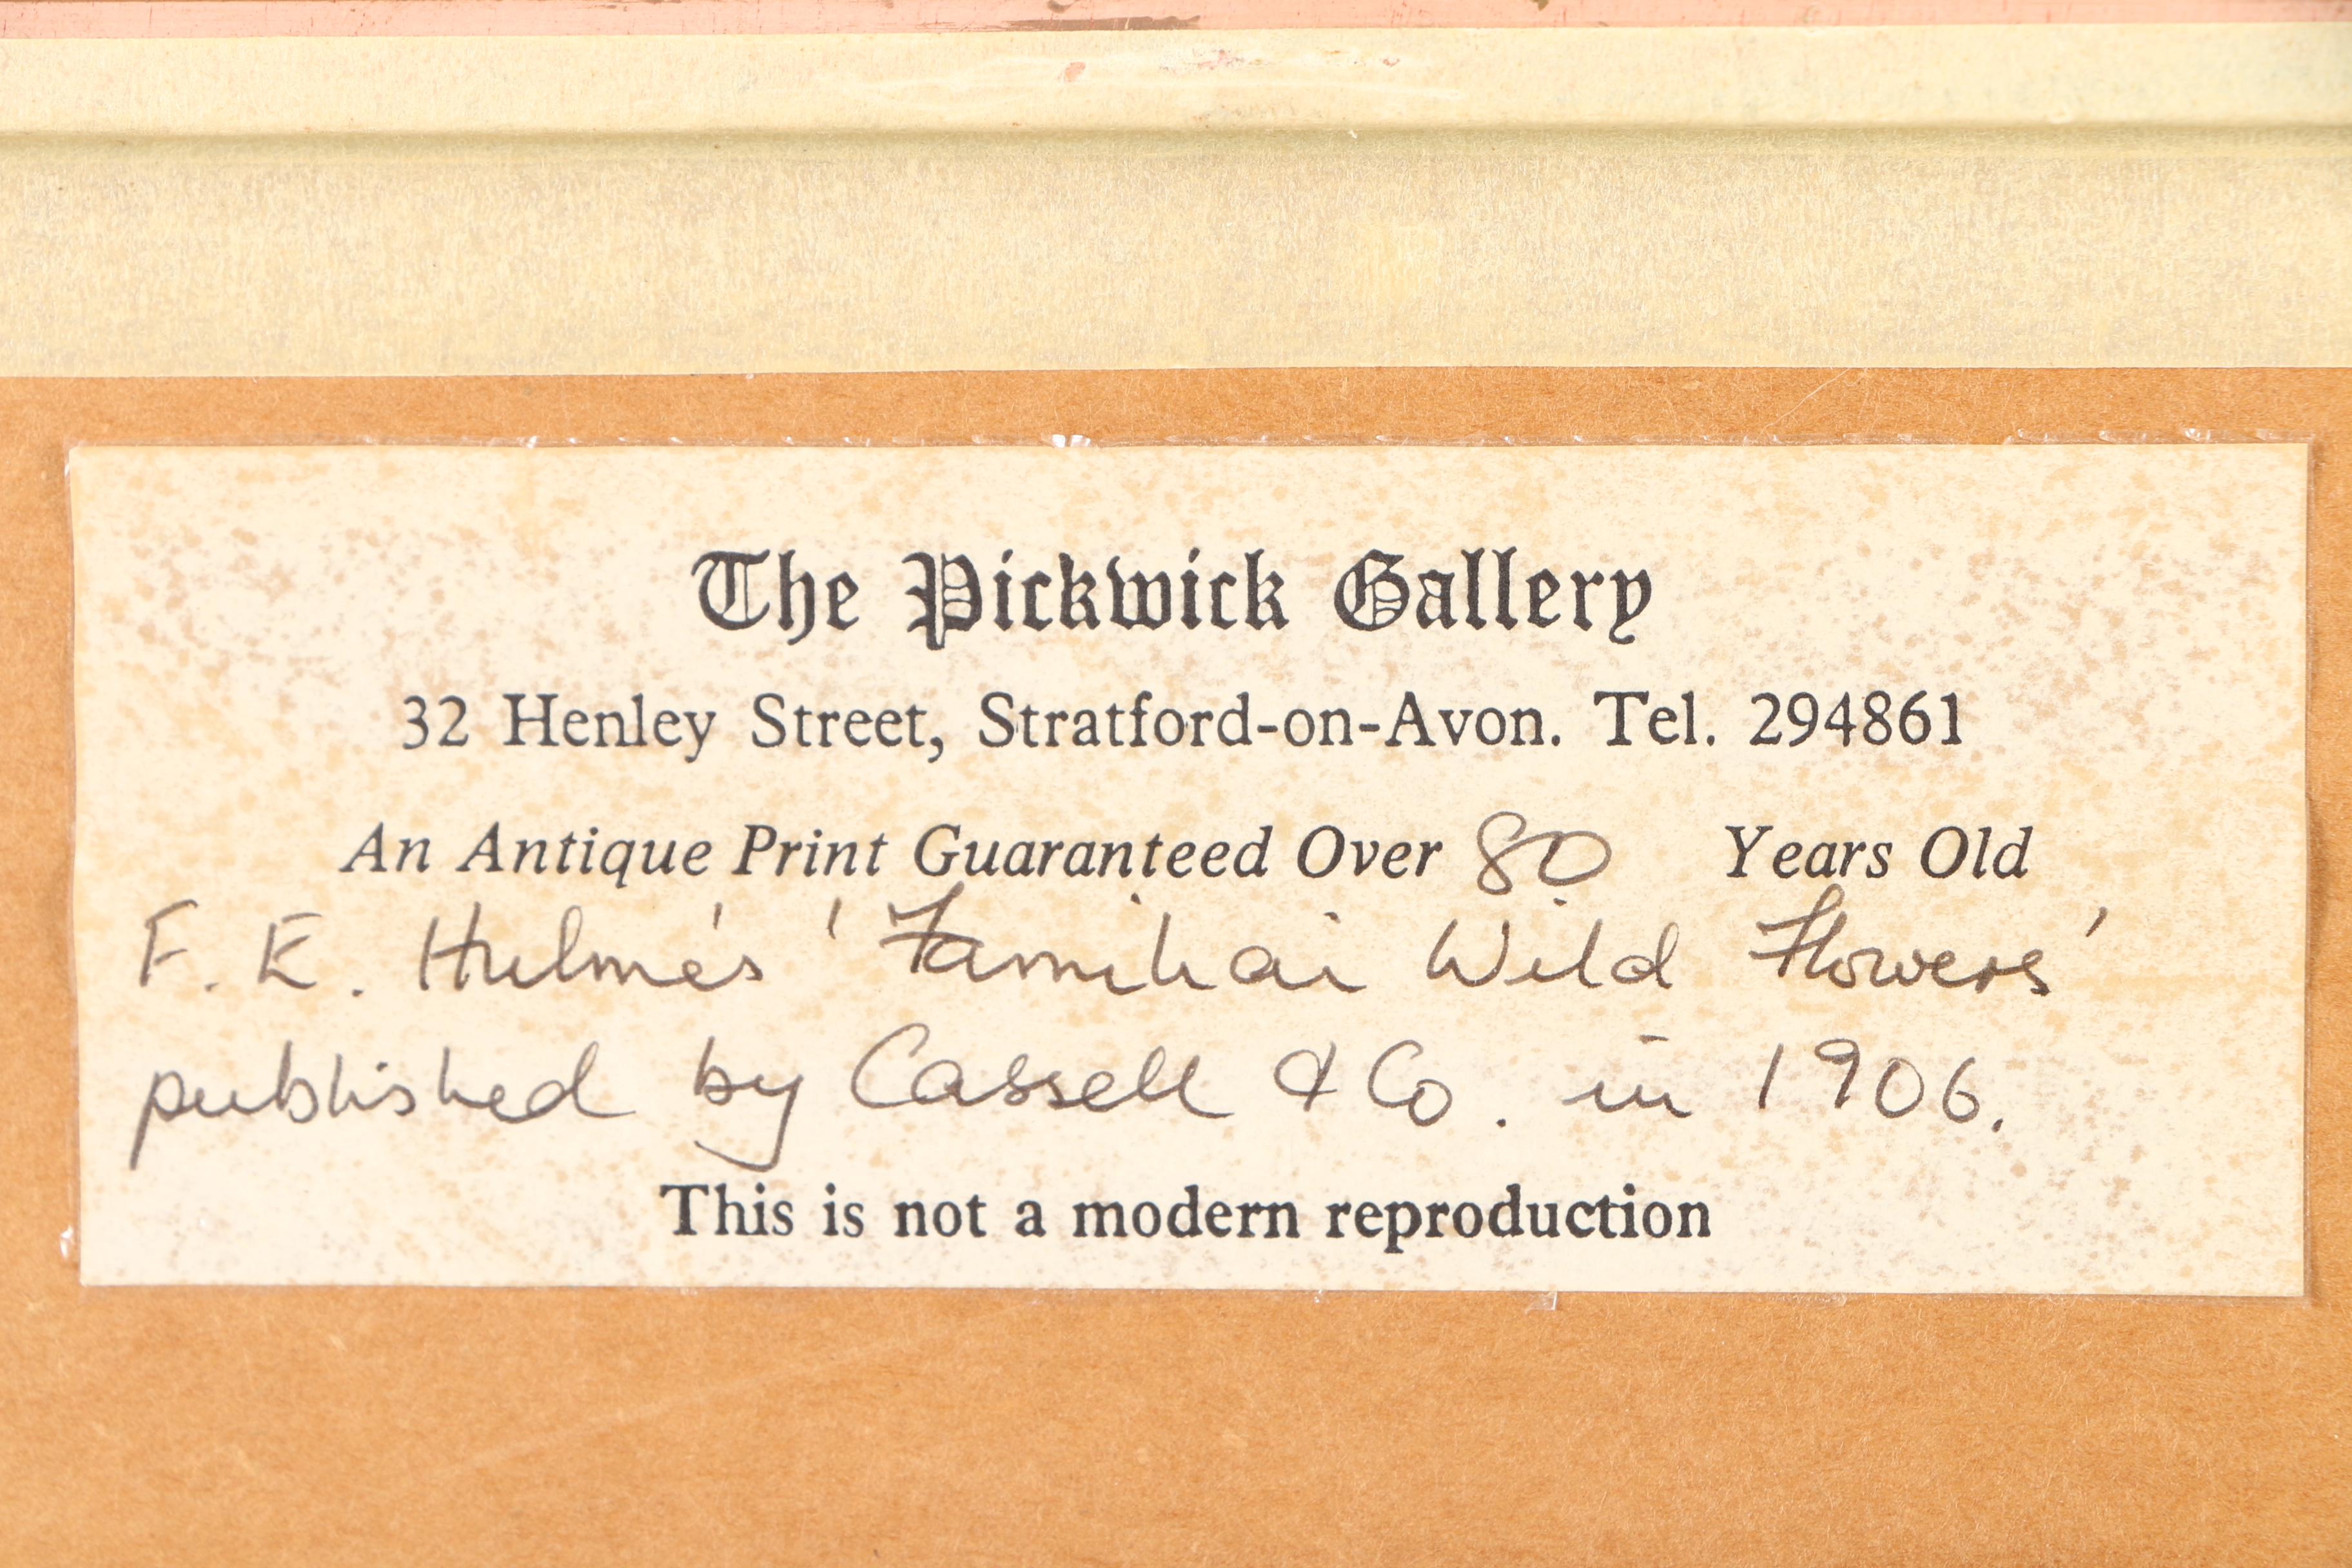 The Pickwick Gallery
32 Henley Street, Stratford-on-Avon. Tel. 294861
An Antique Print Guaranteed Over 80 Years Old
F. E. Hulme's 'Familiar Wild Flowers'
published by Cassell & Co. in 1906.
This is not a modern reproduction